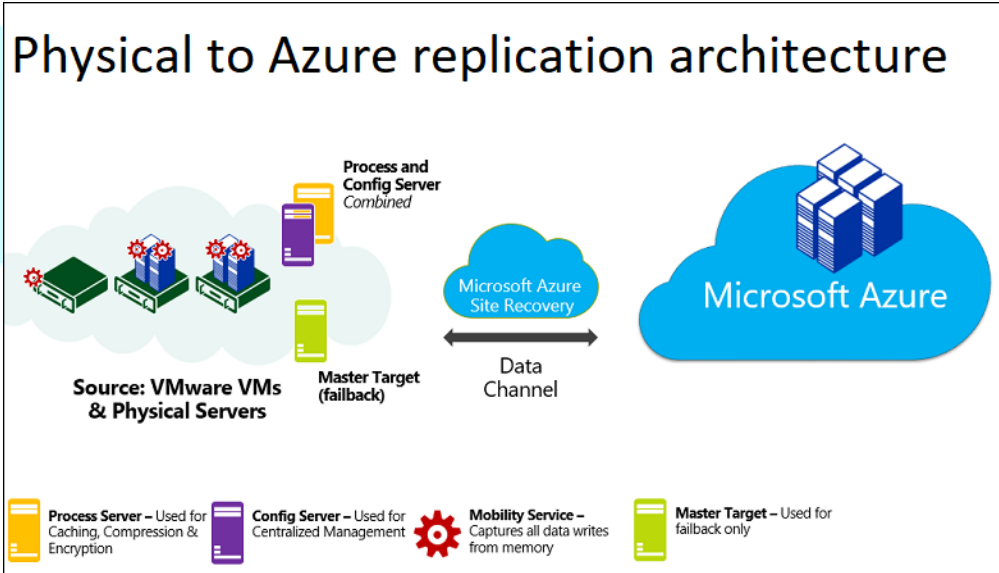 Physical to Azure replication architecture
Process and
Config Server
Combined
Microsoft Azure
Site Recovery
Microsoft Azure
Data
Channel
Master Target
(failback)
Source: VMware VMs
& Physical Servers
Process Server – Used for
Caching, Compression &
Encryption
Config Server – Used for
Centralized Management
Mobility Service –
Captures all data writes
from memory
Master Target – Used for
failback only